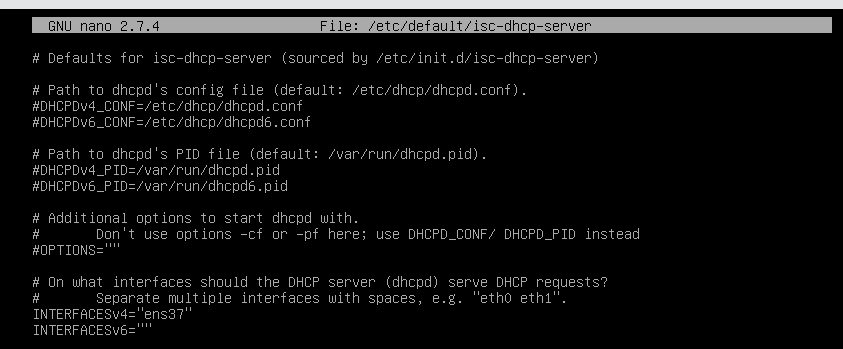 GNU nano 2.7.4 File: /etc/default/isc-dhcp-server
# Defaults for isc-dhcp-server (sourced by /etc/init.d/isc-dhcp-server)
# Path to dhcpd's config file (default: /etc/dhcp/dhcpd.conf).
#DHCPDv4_CONF=/etc/dhcp/dhcpd.conf
#DHCPDv6_CONF=/etc/dhcp/dhcpd6.conf
# Path to dhcpd's PID file (default: /var/run/dhcpd.pid).
#DHCPDv4_PID=/var/run/dhcpd.pid
#DHCPDv6_PID=/var/run/dhcpd6.pid
# Additional options to start dhcpd with.
#       Don't use options -cf or -pf here; use DHCPD_CONF/ DHCPD_PID instead
#OPTIONS=""
# On what interfaces should the DHCP server (dhcpd) serve DHCP requests?
#       Separate multiple interfaces with spaces, e.g. "eth0 eth1".
INTERFACESv4="ens37"
INTERFACESv6=""